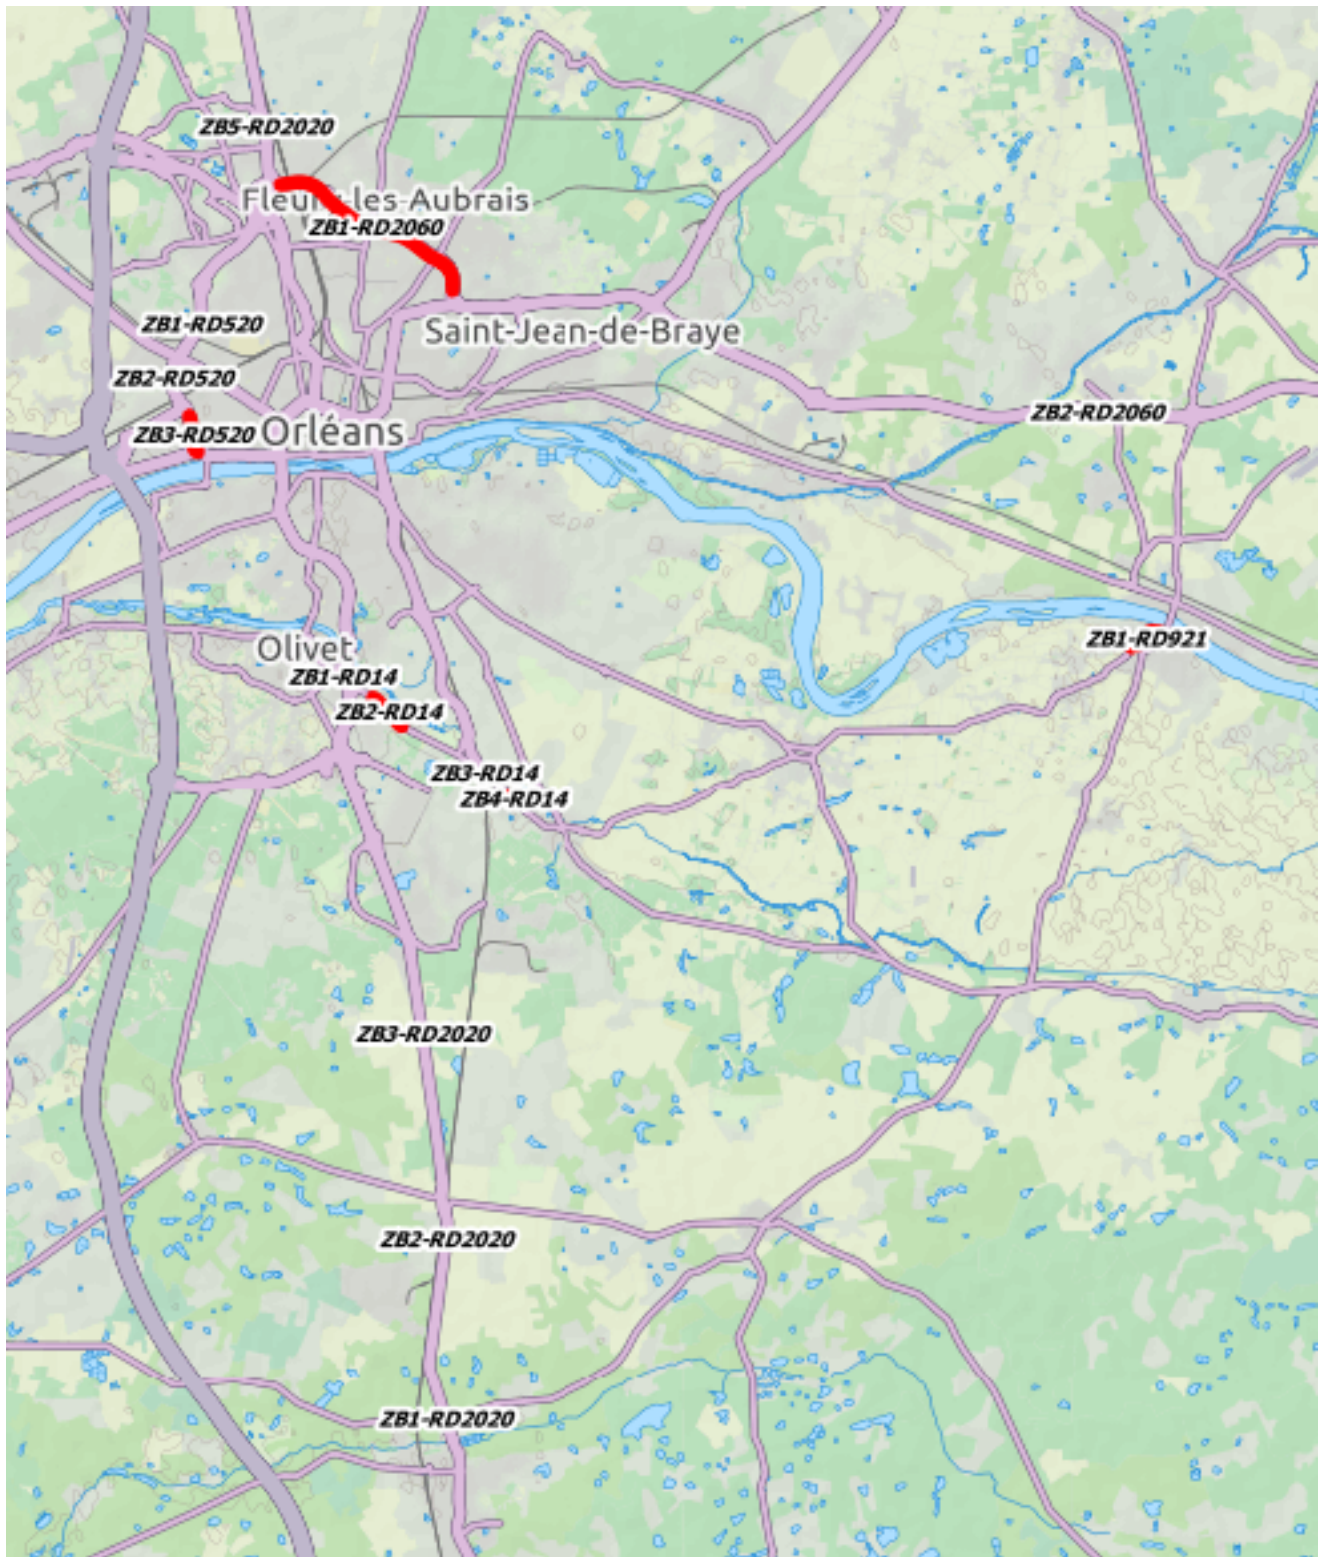 ZB5-RD2020
Fleury-les-Aubrais
ZB1-RD2060
ZB1-RD520
Saint-Jean-de-Braye
ZB2-RD520
ZB2-RD2060
ZB3-RD520
Orléans
ZB1-RD921
Olivet
ZB1-RD14
ZB2-RD14
ZB3-RD14
ZB4-RD14
ZB3-RD2020
ZB2-RD2020
ZB1-RD2020